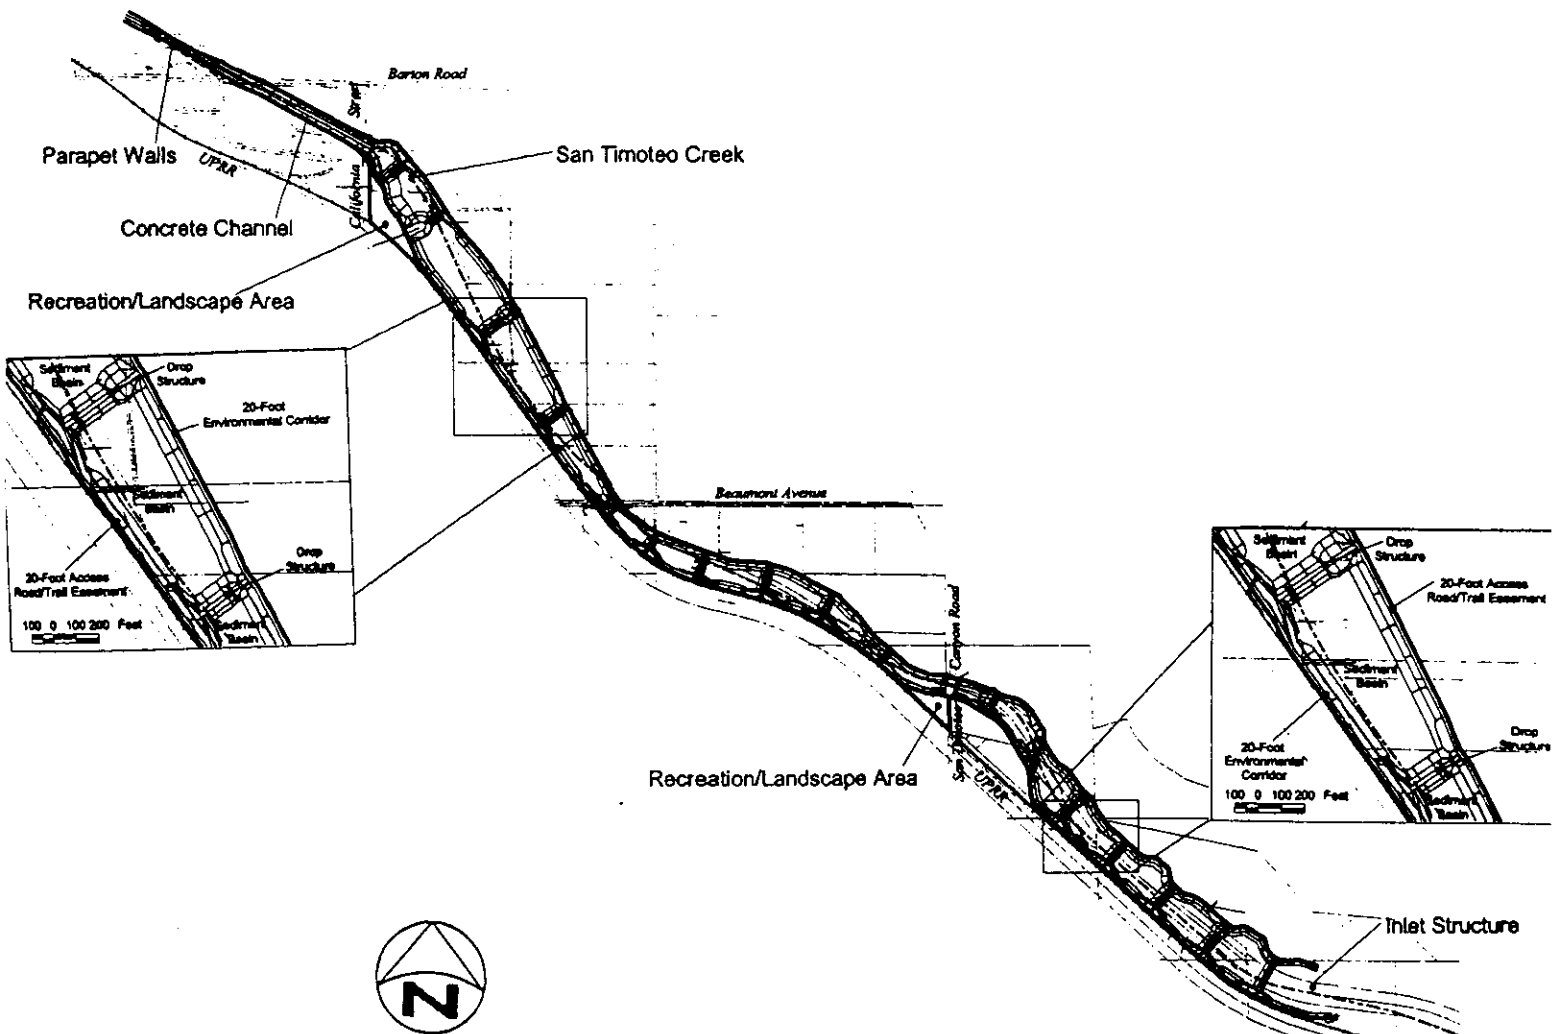 Barton Road
Street
California
Parapet Walls
UPRR
San Timoteo Creek
Concrete Channel
Recreation/Landscape Area
Sediment
Basin
Drop
Structure
20-Foot
Environmental Corridor
Sediment
Basin
Drop
Structure
20-Foot Access
Road/Trail Easement
Sediment
Basin
100 0 100 200 Feet
Beaumont Avenue
San Timoteo Canyon Road
Recreation/Landscape Area
UPRR
Sediment
Basin
Drop
Structure
20-Foot Access
Road/Trail Easement
Sediment
Basin
Drop
Structure
20-Foot
Environmental
Corridor
Sediment
Basin
100 0 100 200 Feet
Inlet Structure
N